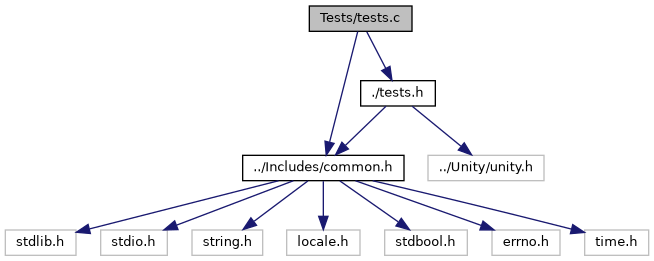 Tests/tests.c
./tests.h
../Includes/common.h
../Unity/unity.h
stdlib.h
stdio.h
string.h
locale.h
stdbool.h
errno.h
time.h